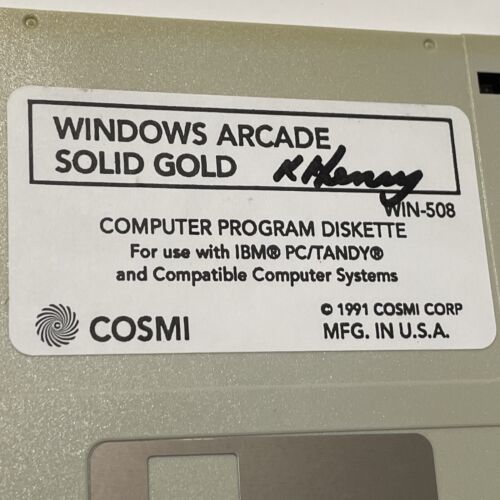 WINDOWS ARCADE
SOLID GOLD K Henry
WIN-508
COMPUTER PROGRAM DISKETTE
For use with IBM® PC/TANDY®
and Compatible Computer Systems
© 1991 COSMI CORP
COSMI MFG. IN U.S.A.